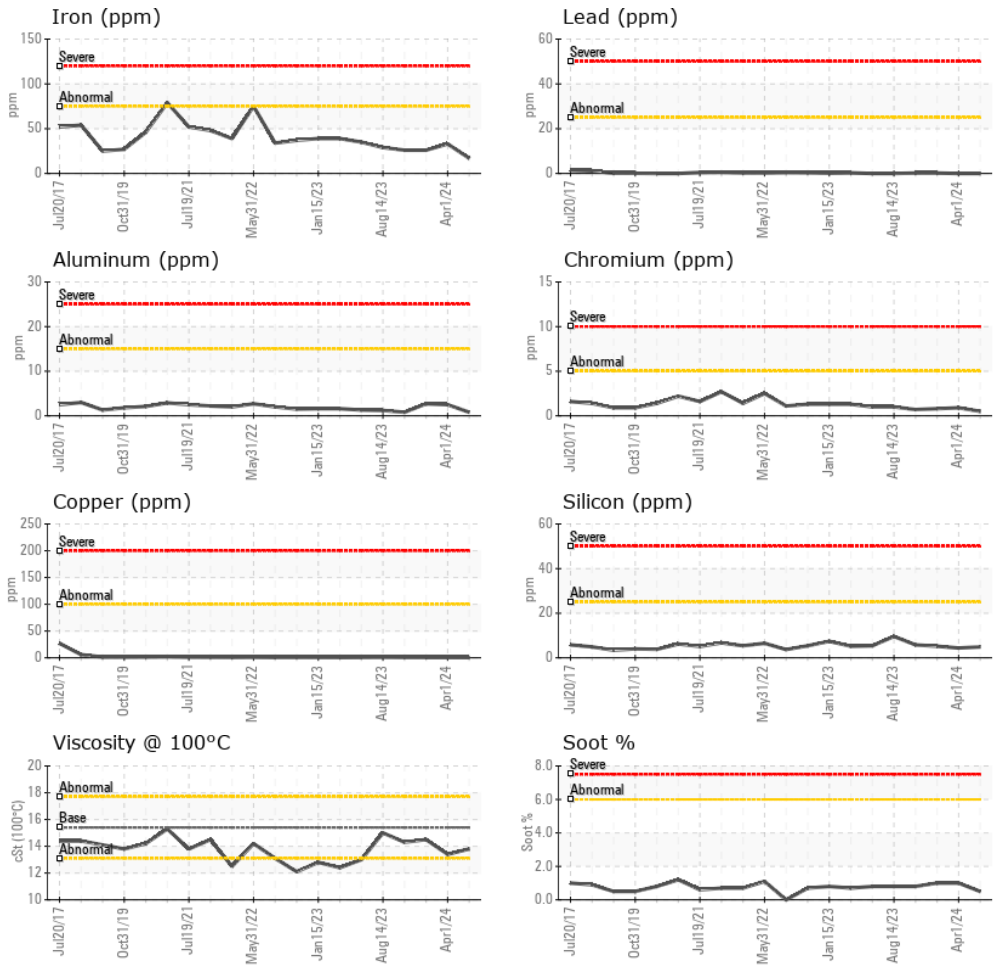 Iron (ppm)
150
100
50
0
ppm
Severe
Abnormal
Jul20/17
Oct31/19
Jul19/21
May31/22
Jan15/23
Aug14/23
Apr1/24
Lead (ppm)
60
40
20
0
ppm
Severe
Abnormal
Jul20/17
Oct31/19
Jul19/21
May31/22
Jan15/23
Aug14/23
Apr1/24
Aluminum (ppm)
30
20
10
0
ppm
Severe
Abnormal
Jul20/17
Oct31/19
Jul19/21
May31/22
Jan15/23
Aug14/23
Apr1/24
Chromium (ppm)
15
10
5
0
ppm
Severe
Abnormal
Jul20/17
Oct31/19
Jul19/21
May31/22
Jan15/23
Aug14/23
Apr1/24
Copper (ppm)
250
200
150
100
50
0
ppm
Severe
Abnormal
Jul20/17
Oct31/19
Jul19/21
May31/22
Jan15/23
Aug14/23
Apr1/24
Silicon (ppm)
60
40
20
0
ppm
Severe
Abnormal
Jul20/17
Oct31/19
Jul19/21
May31/22
Jan15/23
Aug14/23
Apr1/24
Viscosity @ 100°C
20
18
16
14
12
10
cSt (100°C)
Abnormal
Base
Abnormal
Jul20/17
Oct31/19
Jul19/21
May31/22
Jan15/23
Aug14/23
Apr1/24
Soot %
8.0
6.0
4.0
2.0
0.0
Soot %
Severe
Abnormal
Jul20/17
Oct31/19
Jul19/21
May31/22
Jan15/23
Aug14/23
Apr1/24